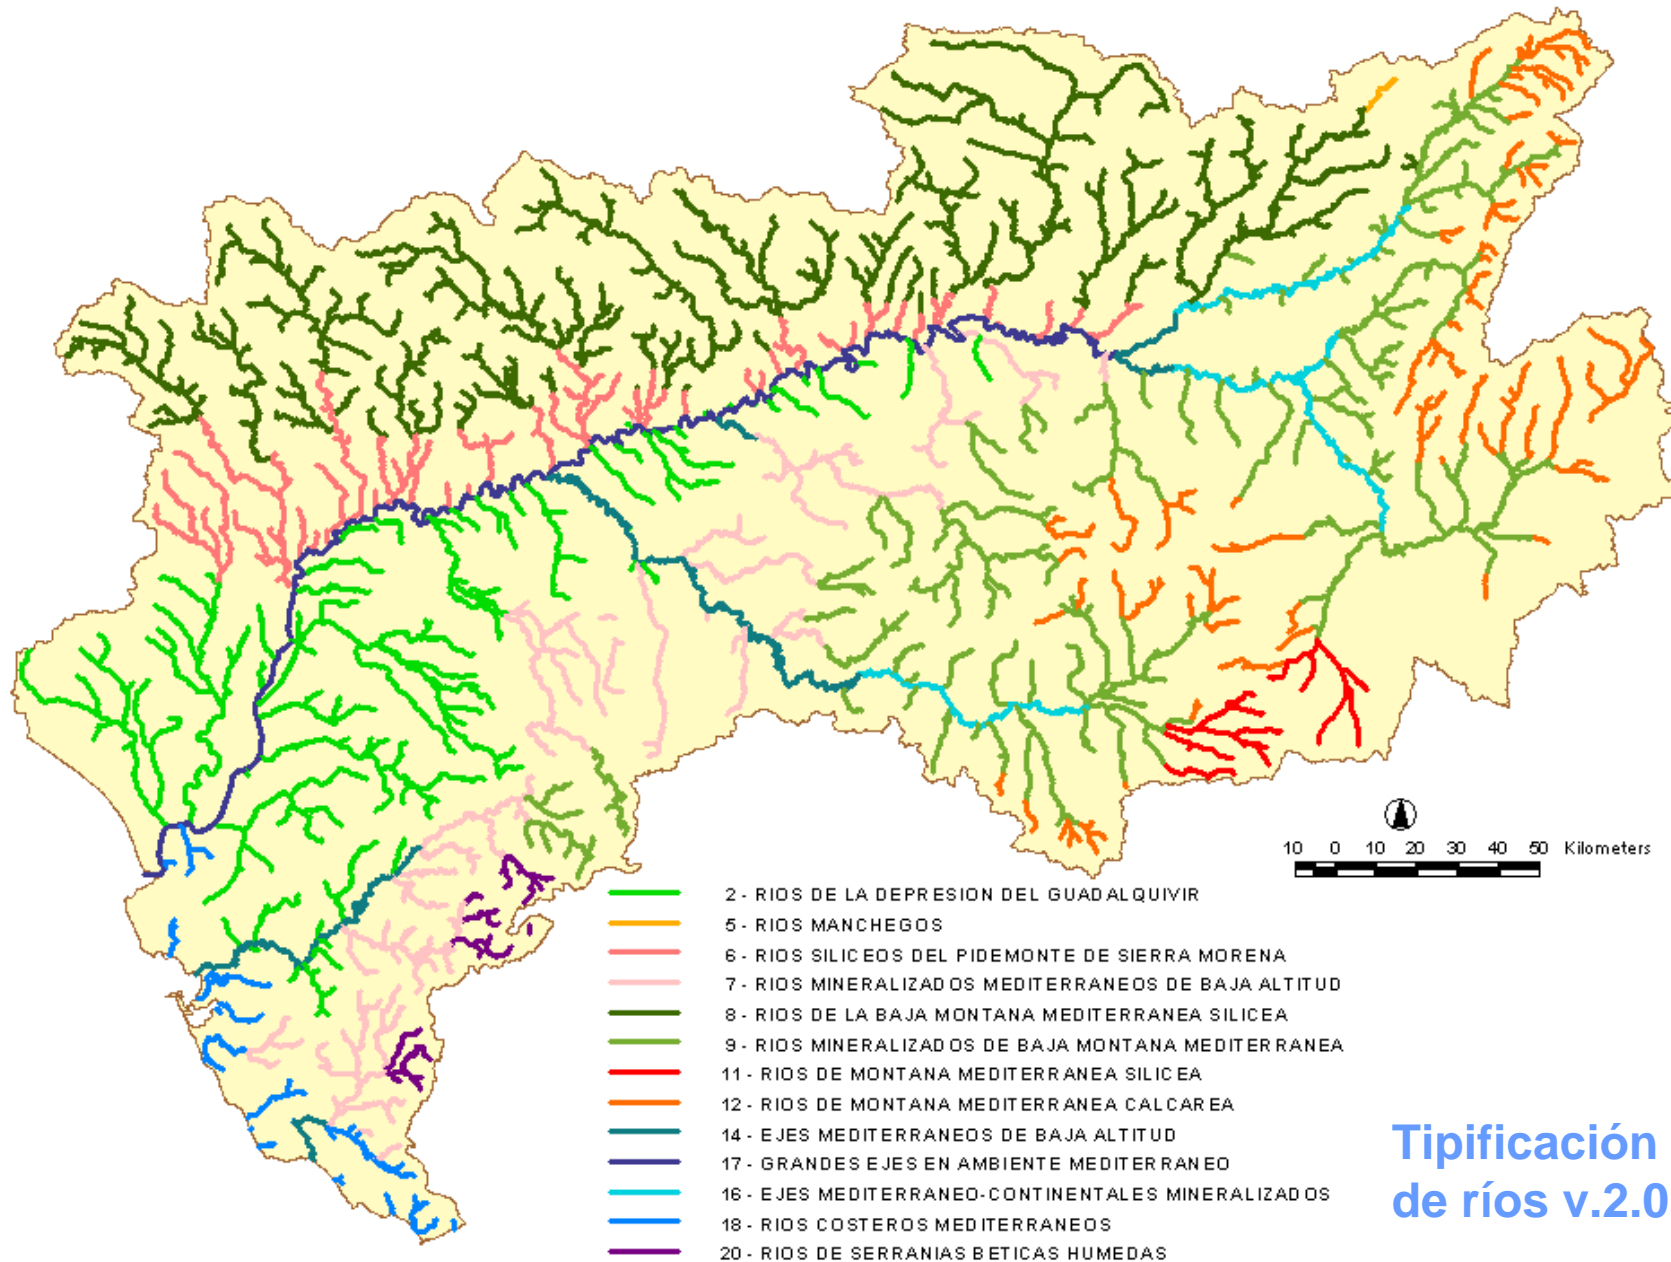 10 0 10 20 30 40 50 Kilometers
2 - RIOS DE LA DEPRESION DEL GUADALQUIVIR
5 - RIOS MANCHEGOS
6 - RIOS SILICEOS DEL PIDEMONTE DE SIERRA MORENA
7 - RIOS MINERALIZADOS MEDITERRANEOS DE BAJA ALTITUD
8 - RIOS DE LA BAJA MONTANA MEDITERRANEA SILICEA
9 - RIOS MINERALIZADOS DE BAJA MONTANA MEDITERRANEA
11 - RIOS DE MONTANA MEDITERRANEA SILICEA
12 - RIOS DE MONTANA MEDITERRANEA CALCAREA
14 - EJES MEDITERRANEOS DE BAJA ALTITUD
17 - GRANDES EJES EN AMBIENTE MEDITERRANEO
16 - EJES MEDITERRANEO-CONTINENTALES MINERALIZADOS
18 - RIOS COSTEROS MEDITERRANEOS
20 - RIOS DE SERRANIAS BETICAS HUMEDAS
Tipificación
de ríos v.2.0